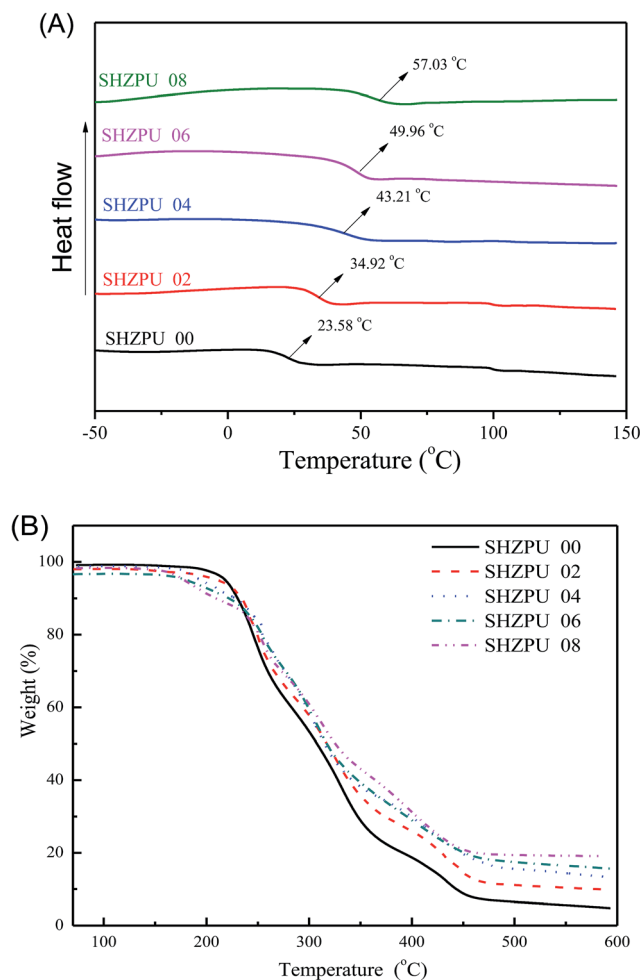 (A)
57.03 °C
SHZPU 08
49.96 °C
SHZPU 06
43.21 °C
SHZPU 04
34.92 °C
SHZPU 02
23.58 °C
SHZPU 00
Heat flow
-50 0 50 100 150
Temperature (°C)
(B)
100
80
60
40
20
0
Weight (%)
SHZPU 00
SHZPU 02
SHZPU 04
SHZPU 06
SHZPU 08
100 200 300 400 500 600
Temperature (°C)